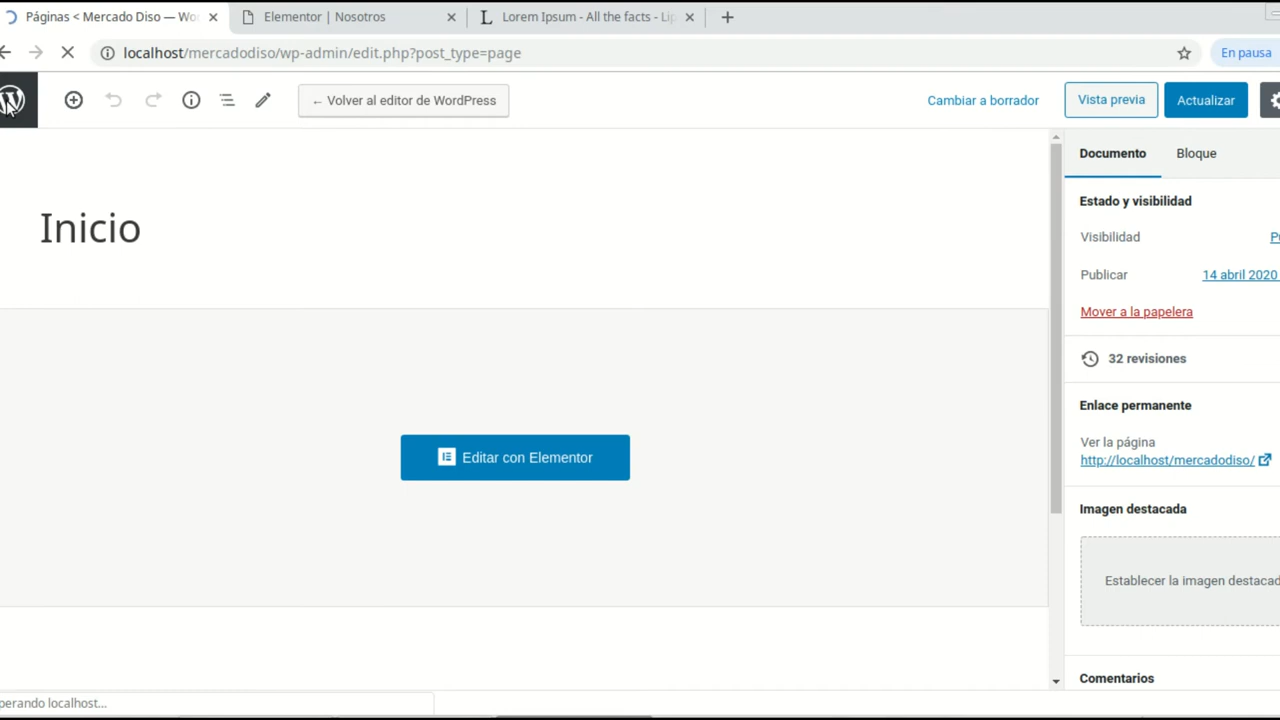 Páginas < Mercado Diso — Wo
Elementor | Nosotros
Lorem Ipsum - All the facts - Lip
localhost/mercadodiso/wp-admin/edit.php?post_type=page
En pausa
← Volver al editor de WordPress
Cambiar a borrador
Vista previa
Actualizar
Documento
Bloque
Inicio
Estado y visibilidad
Visibilidad
Publicar
14 abril 2020
Mover a la papelera
32 revisiones
Enlace permanente
Editar con Elementor
Ver la página
http://localhost/mercadodiso/
Imagen destacada
Establecer la imagen destacad
Comentarios
perando localhost...